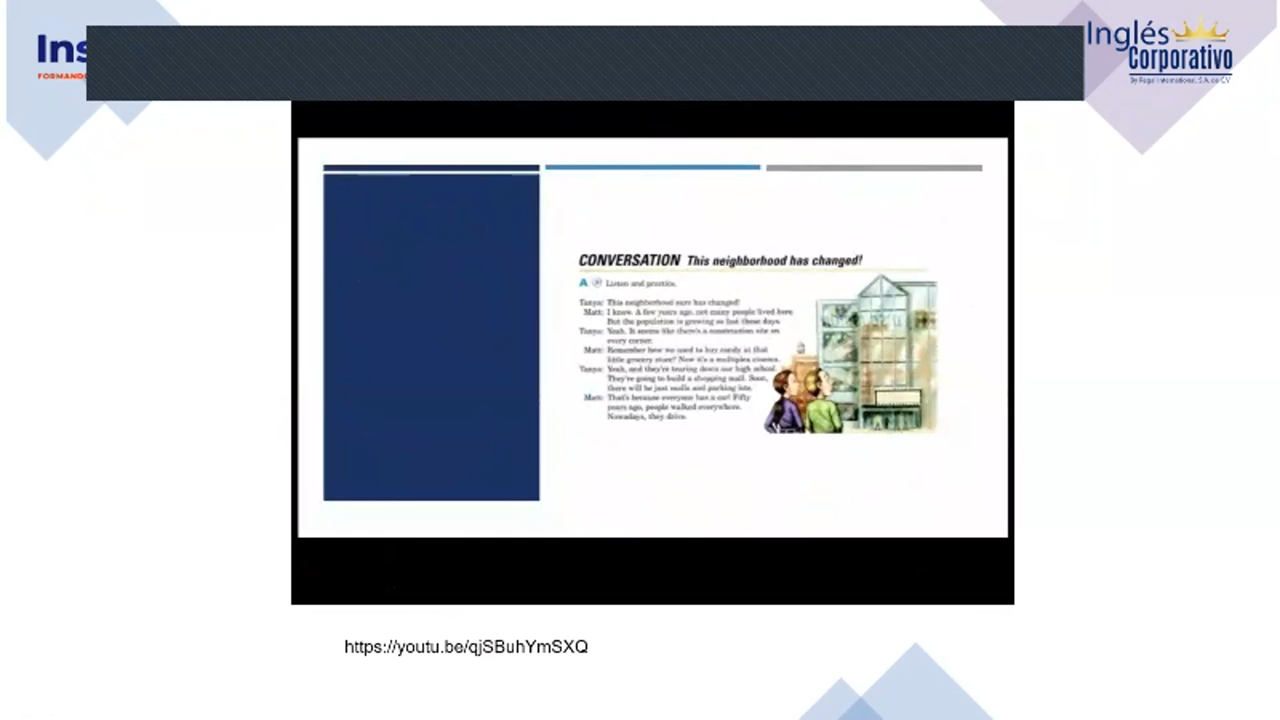 Ins
FORMAND
Inglés
Corporativo
By Regal International, S.A. de C.V.
CONVERSATION This neighborhood has changed!
A Listen and practice.
Tanya: This neighborhood sure has changed!
Matt: I know. A few years ago, not many people lived here.
But the population is growing so fast these days.
Tanya: Yeah. It seems like there's a construction site on
every corner.
Matt: Remember how we used to buy candy at that
little grocery store? Now it's a multiplex cinema.
Tanya: Yeah, and they're tearing down our high school.
They're going to build a shopping mall. Soon,
there will be just malls and parking lots.
Matt: That's because everyone has a car! Fifty
years ago, people walked everywhere.
Nowadays, they drive.
https://youtu.be/qjSBuhYmSXQ